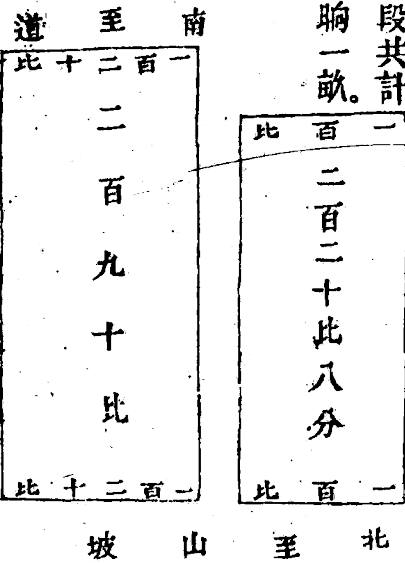 段共計
晌一畝。
南至道
一百比
二百二十比八分
一百比
一百二十比
二百九十比
一百二十比
北至山坡